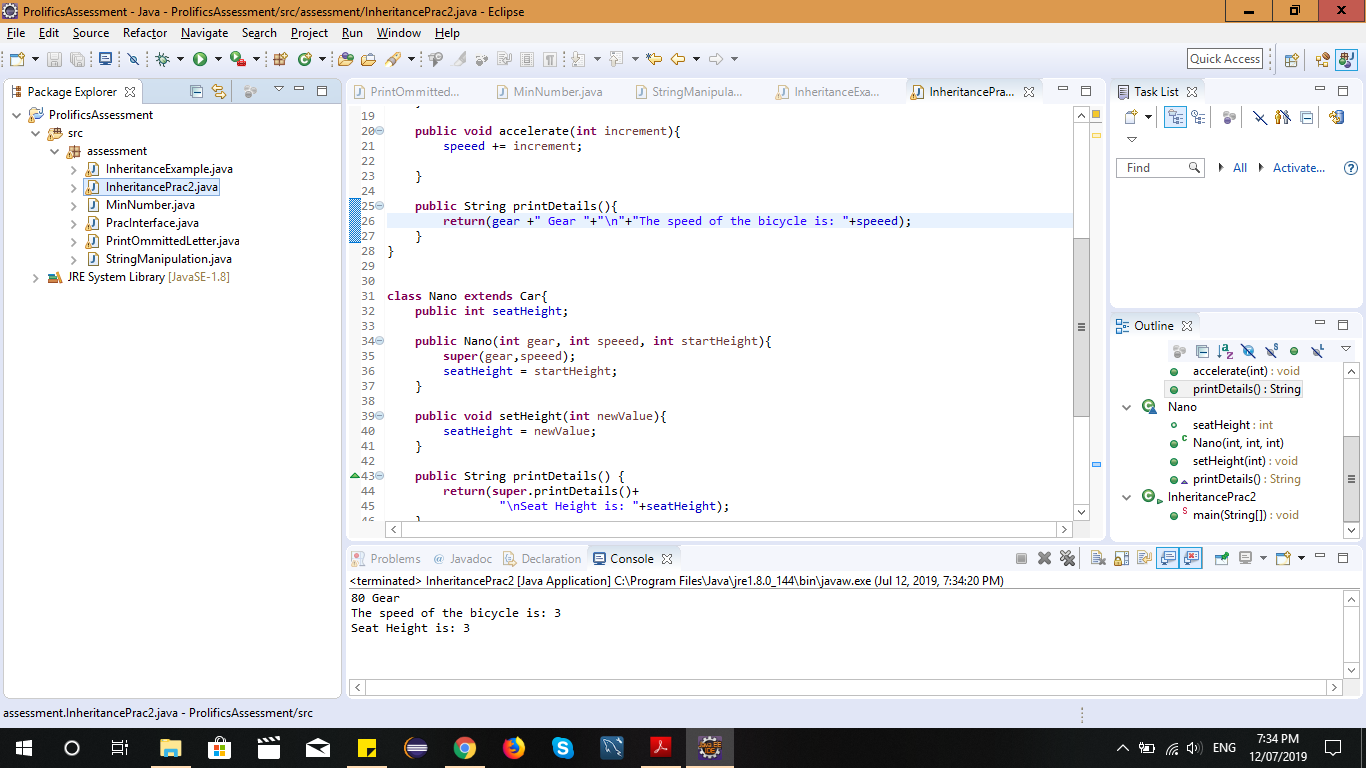 ProlificsAssessment - Java - ProlificsAssessment/src/assessment/InheritancePrac2.java - Eclipse
File Edit Source Refactor Navigate Search Project Run Window Help
Quick Access
Package Explorer
ProlificsAssessment
src
assessment
InheritanceExample.java
InheritancePrac2.java
MinNumber.java
PracInterface.java
PrintOmmittedLetter.java
StringManipulation.java
JRE System Library [JavaSE-1.8]
PrintOmmitted... MinNumber.java StringManipula... InheritanceExa... InheritancePra...
19
20 public void accelerate(int increment){
21 speeed += increment;
22
23 }
24
25 public String printDetails(){
26 return(gear +" Gear "+"\n"+"The speed of the bicycle is: "+speeed);
27 }
28 }
29
30
31 class Nano extends Car{
32 public int seatHeight;
33
34 public Nano(int gear, int speeed, int startHeight){
35 super(gear,speeed);
36 seatHeight = startHeight;
37 }
38
39 public void setHeight(int newValue){
40 seatHeight = newValue;
41 }
42
43 public String printDetails() {
44 return(super.printDetails()+
45 "\nSeat Height is: "+seatHeight);
46 }
Task List
Find All Activate...
Outline
accelerate(int) : void
printDetails() : String
Nano
seatHeight : int
Nano(int, int, int)
setHeight(int) : void
printDetails() : String
InheritancePrac2
main(String[]) : void
Problems @ Javadoc Declaration Console
<terminated> InheritancePrac2 [Java Application] C:\Program Files\Java\jre1.8.0_144\bin\javaw.exe (Jul 12, 2019, 7:34:20 PM)
80 Gear
The speed of the bicycle is: 3
Seat Height is: 3
assessment.InheritancePrac2.java - ProlificsAssessment/src
ENG
7:34 PM
12/07/2019